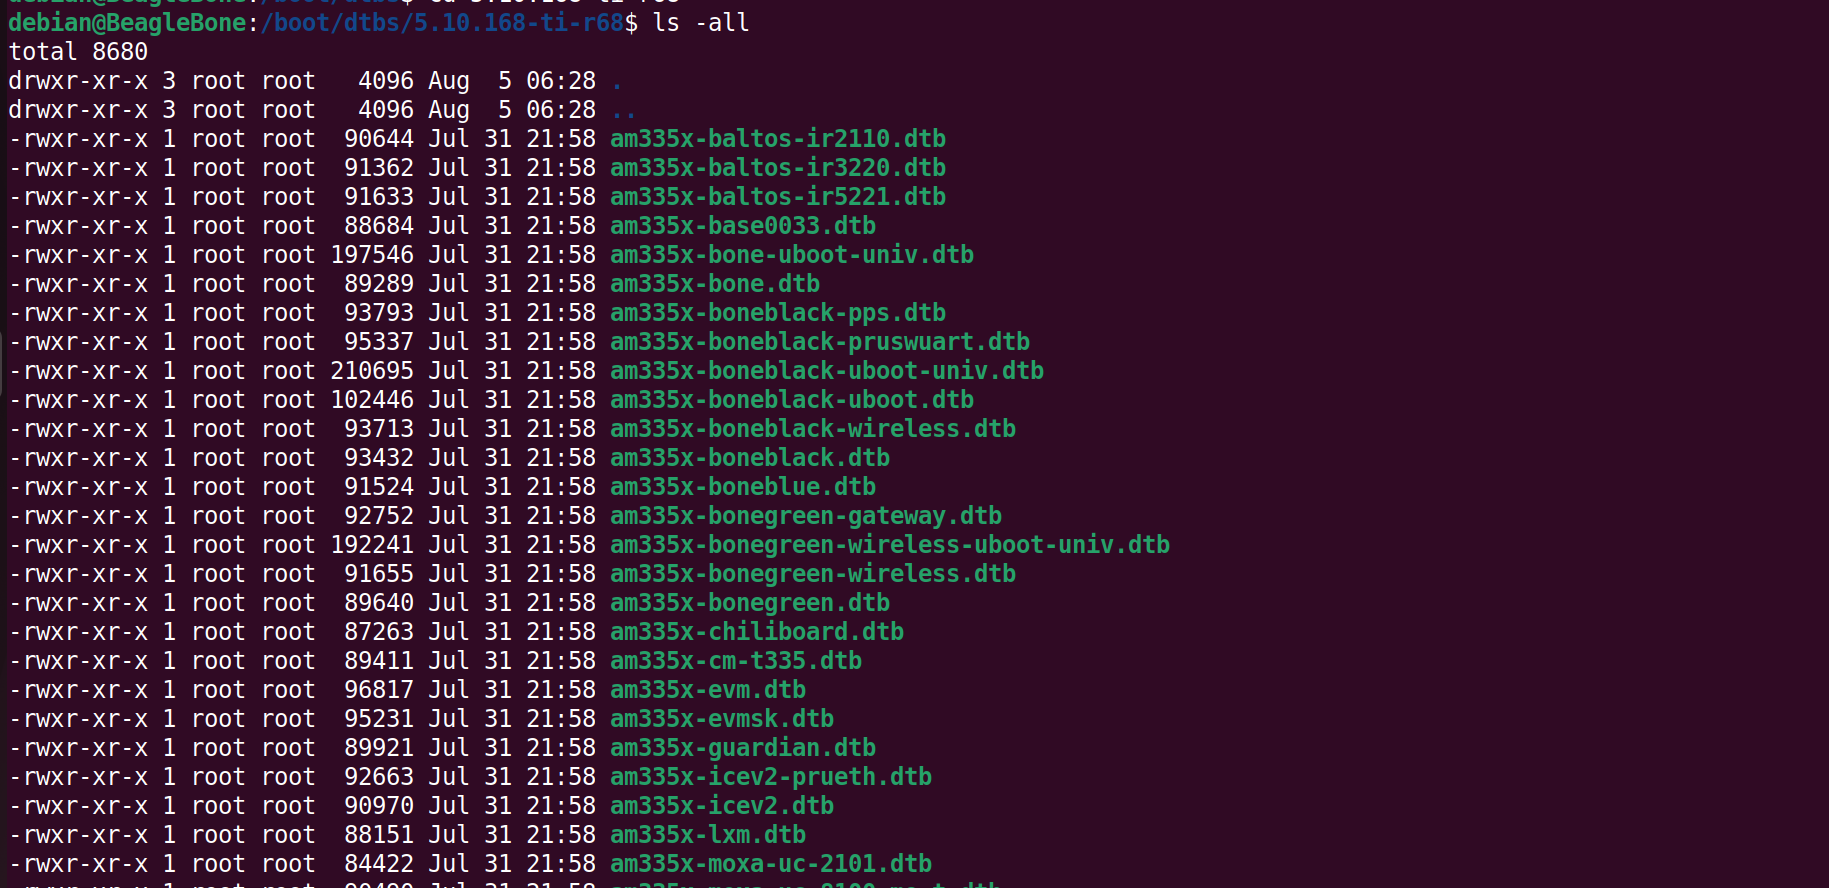 debian@BeagleBone:/boot/dtbs/5.10.168-ti-r68$ ls -all
total 8680
drwxr-xr-x 3 root root   4096 Aug  5 06:28 .
drwxr-xr-x 3 root root   4096 Aug  5 06:28 ..
-rwxr-xr-x 1 root root  90644 Jul 31 21:58 am335x-baltos-ir2110.dtb
-rwxr-xr-x 1 root root  91362 Jul 31 21:58 am335x-baltos-ir3220.dtb
-rwxr-xr-x 1 root root  91633 Jul 31 21:58 am335x-baltos-ir5221.dtb
-rwxr-xr-x 1 root root  88684 Jul 31 21:58 am335x-base0033.dtb
-rwxr-xr-x 1 root root 197546 Jul 31 21:58 am335x-bone-uboot-univ.dtb
-rwxr-xr-x 1 root root  89289 Jul 31 21:58 am335x-bone.dtb
-rwxr-xr-x 1 root root  93793 Jul 31 21:58 am335x-boneblack-pps.dtb
-rwxr-xr-x 1 root root  95337 Jul 31 21:58 am335x-boneblack-pruswuart.dtb
-rwxr-xr-x 1 root root 210695 Jul 31 21:58 am335x-boneblack-uboot-univ.dtb
-rwxr-xr-x 1 root root 102446 Jul 31 21:58 am335x-boneblack-uboot.dtb
-rwxr-xr-x 1 root root  93713 Jul 31 21:58 am335x-boneblack-wireless.dtb
-rwxr-xr-x 1 root root  93432 Jul 31 21:58 am335x-boneblack.dtb
-rwxr-xr-x 1 root root  91524 Jul 31 21:58 am335x-boneblue.dtb
-rwxr-xr-x 1 root root  92752 Jul 31 21:58 am335x-bonegreen-gateway.dtb
-rwxr-xr-x 1 root root 192241 Jul 31 21:58 am335x-bonegreen-wireless-uboot-univ.dtb
-rwxr-xr-x 1 root root  91655 Jul 31 21:58 am335x-bonegreen-wireless.dtb
-rwxr-xr-x 1 root root  89640 Jul 31 21:58 am335x-bonegreen.dtb
-rwxr-xr-x 1 root root  87263 Jul 31 21:58 am335x-chiliboard.dtb
-rwxr-xr-x 1 root root  89411 Jul 31 21:58 am335x-cm-t335.dtb
-rwxr-xr-x 1 root root  96817 Jul 31 21:58 am335x-evm.dtb
-rwxr-xr-x 1 root root  95231 Jul 31 21:58 am335x-evmsk.dtb
-rwxr-xr-x 1 root root  89921 Jul 31 21:58 am335x-guardian.dtb
-rwxr-xr-x 1 root root  92663 Jul 31 21:58 am335x-icev2-prueth.dtb
-rwxr-xr-x 1 root root  90970 Jul 31 21:58 am335x-icev2.dtb
-rwxr-xr-x 1 root root  88151 Jul 31 21:58 am335x-lxm.dtb
-rwxr-xr-x 1 root root  84422 Jul 31 21:58 am335x-moxa-uc-2101.dtb